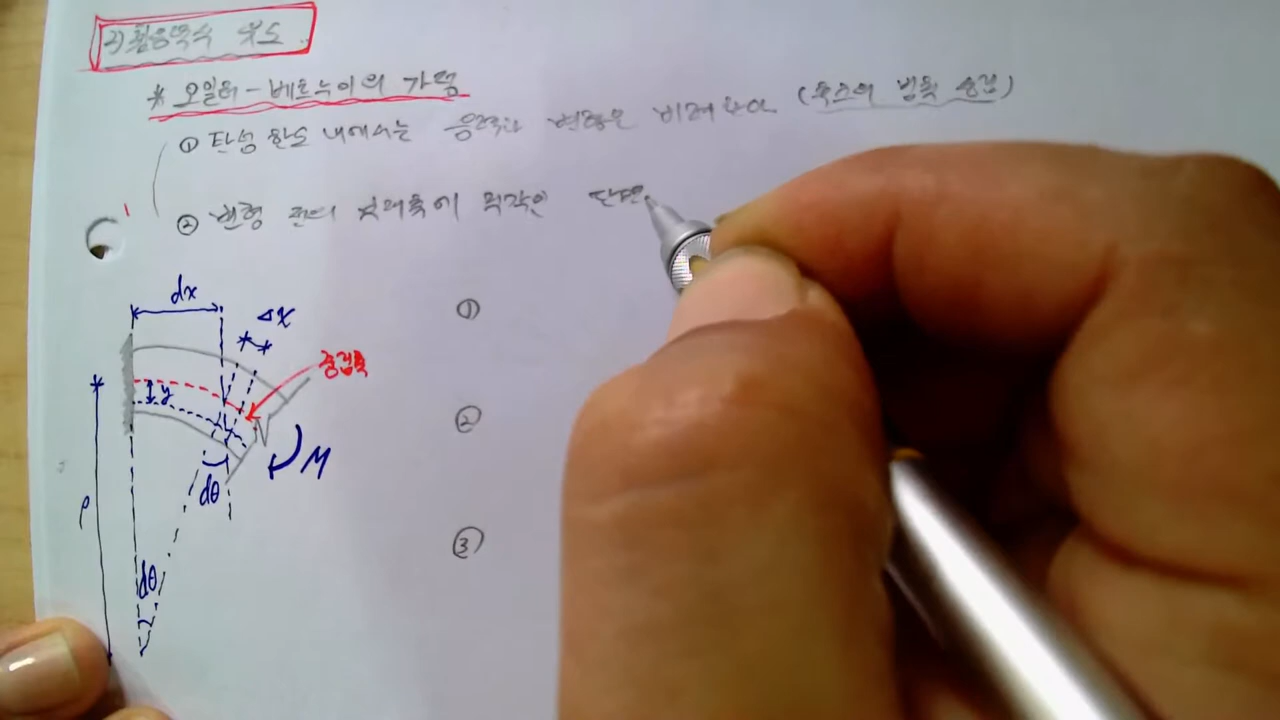 2) 휨응력식 유도
* 오일러-베르누이의 가정
① 탄성 한도 내에서는 응력과 변형은 비례한다 (훅스의 법칙 성립)
② 변형 전의 부재축에 직각인 단면
dx
Δx
①
중립축
y
②
M
dθ
ρ
③
dθ